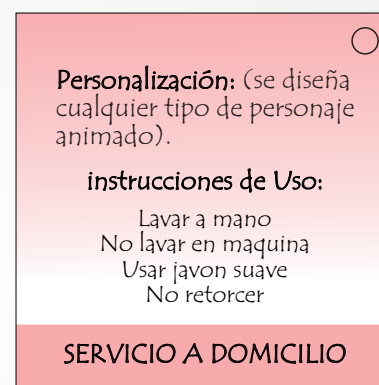 Personalización: (se diseña
cualquier tipo de personaje
animado).
instrucciones de Uso:
Lavar a mano
No lavar en maquina
Usar javon suave
No retorcer
SERVICIO A DOMICILIO